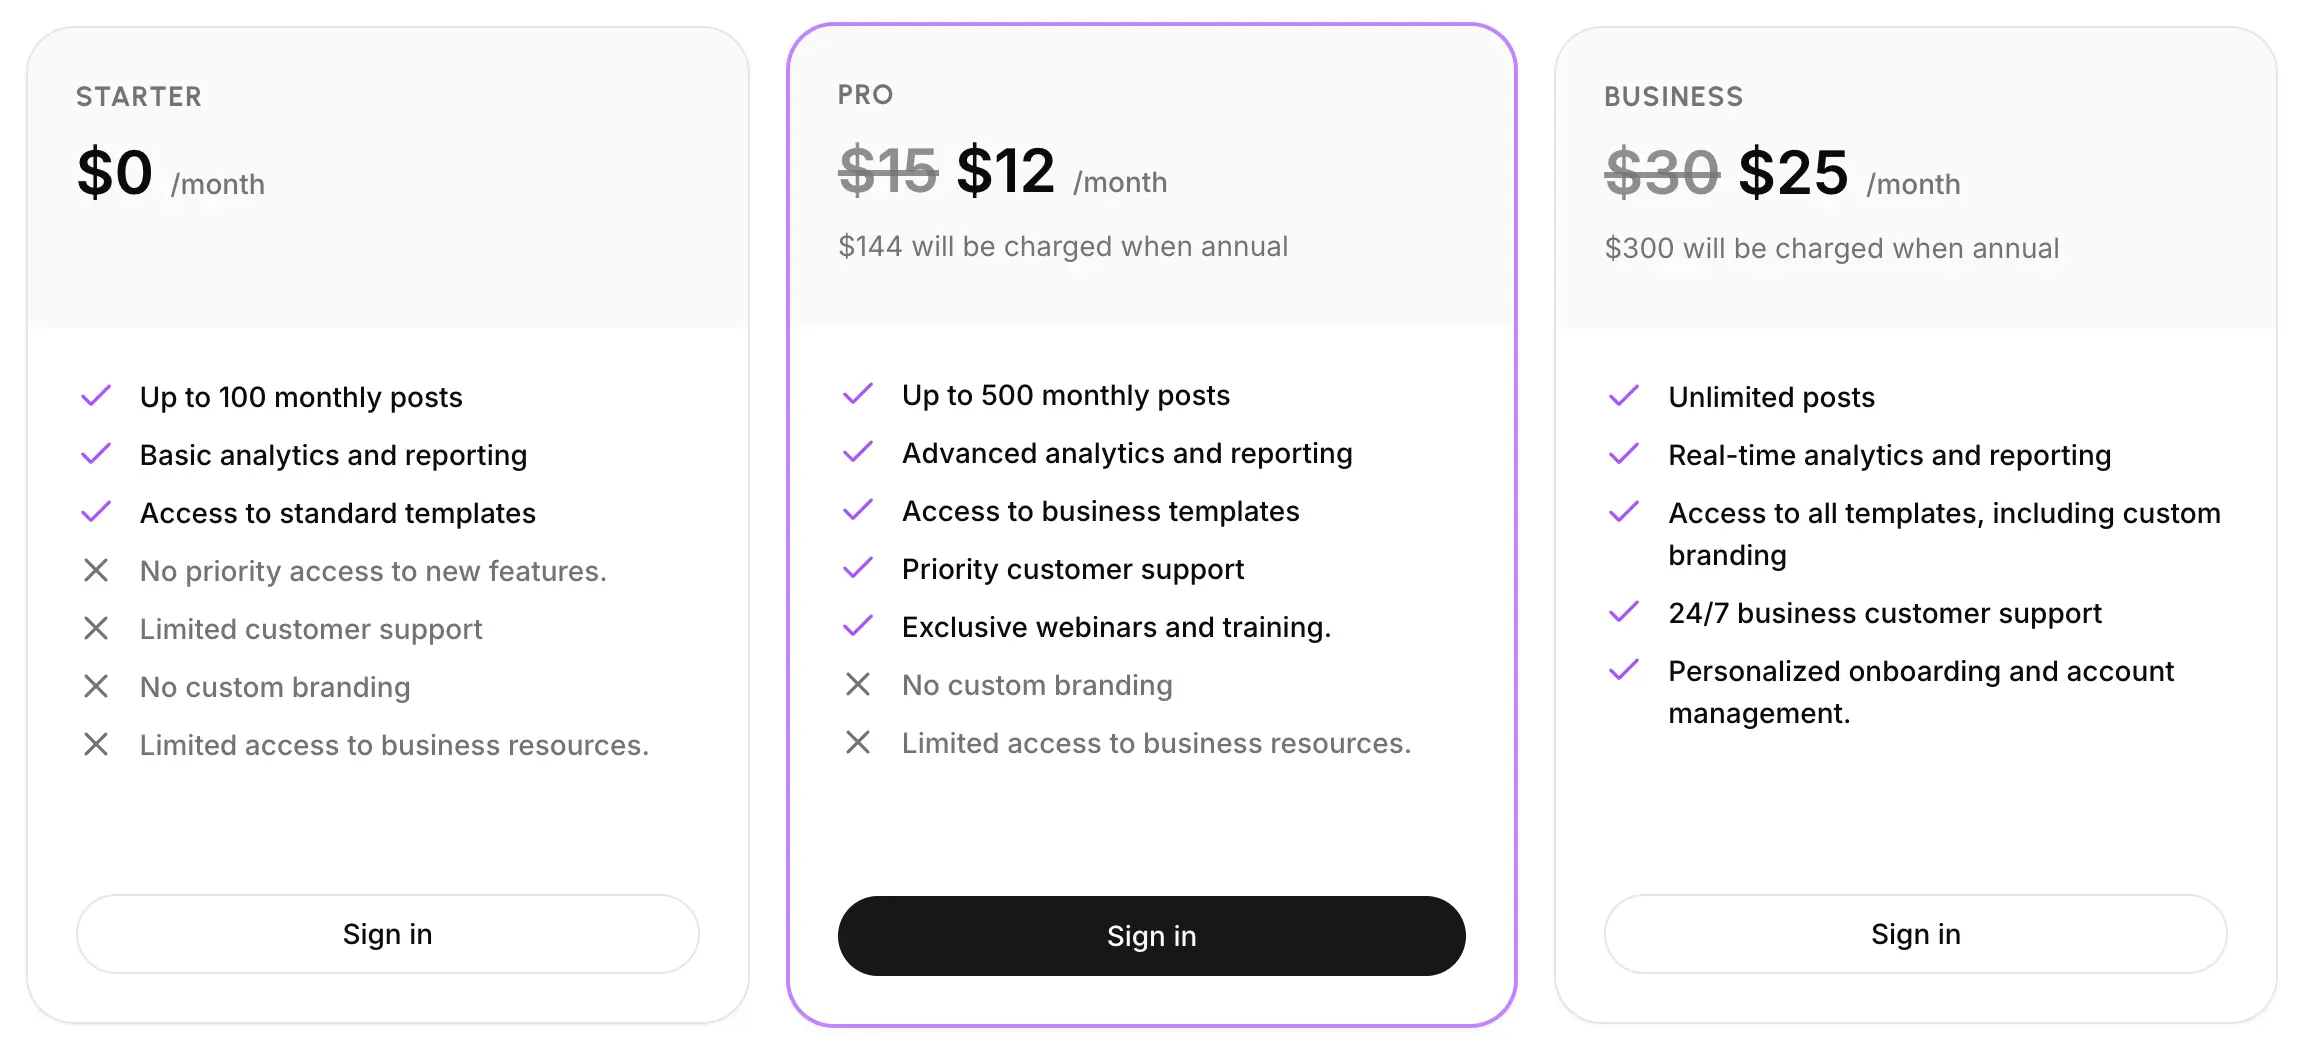 STARTER
$0 /month
Up to 100 monthly posts
Basic analytics and reporting
Access to standard templates
No priority access to new features.
Limited customer support
No custom branding
Limited access to business resources.
Sign in
PRO
$15 $12 /month
$144 will be charged when annual
Up to 500 monthly posts
Advanced analytics and reporting
Access to business templates
Priority customer support
Exclusive webinars and training.
No custom branding
Limited access to business resources.
Sign in
BUSINESS
$30 $25 /month
$300 will be charged when annual
Unlimited posts
Real-time analytics and reporting
Access to all templates, including custom
branding
24/7 business customer support
Personalized onboarding and account
management.
Sign in